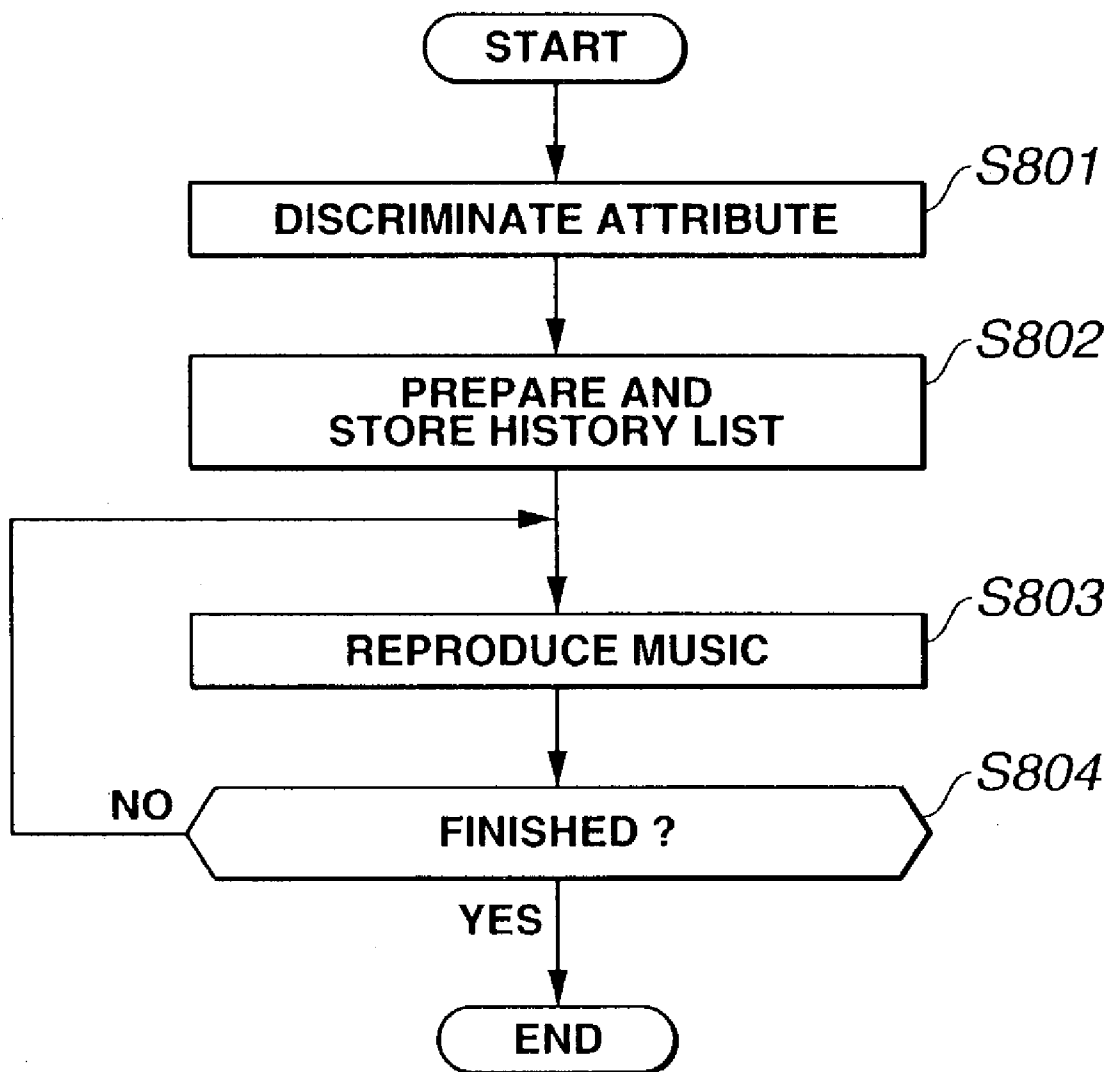 START
S801
DISCRIMINATE ATTRIBUTE
S802
PREPARE AND
STORE HISTORY LIST
S803
REPRODUCE MUSIC
S804
NO
FINISHED ?
YES
END